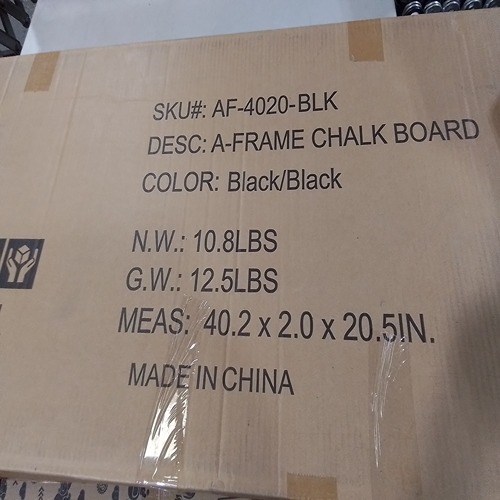 SKU#: AF-4020-BLK
DESC: A-FRAME CHALK BOARD
COLOR: Black/Black
N.W.: 10.8LBS
G.W.: 12.5LBS
MEAS: 40.2 x 2.0 x 20.5IN.
MADE IN CHINA